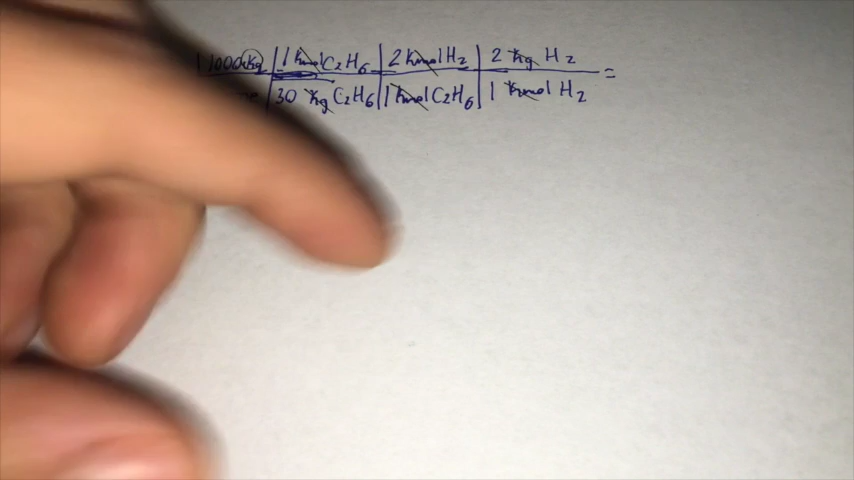 1000 Kg | 1 Kmol C2H6 | 2 Kmol H2 | 2 Kg H2 =
30 Kg C2H6 | 1 Kmol C2H6 | 1 Kmol H2